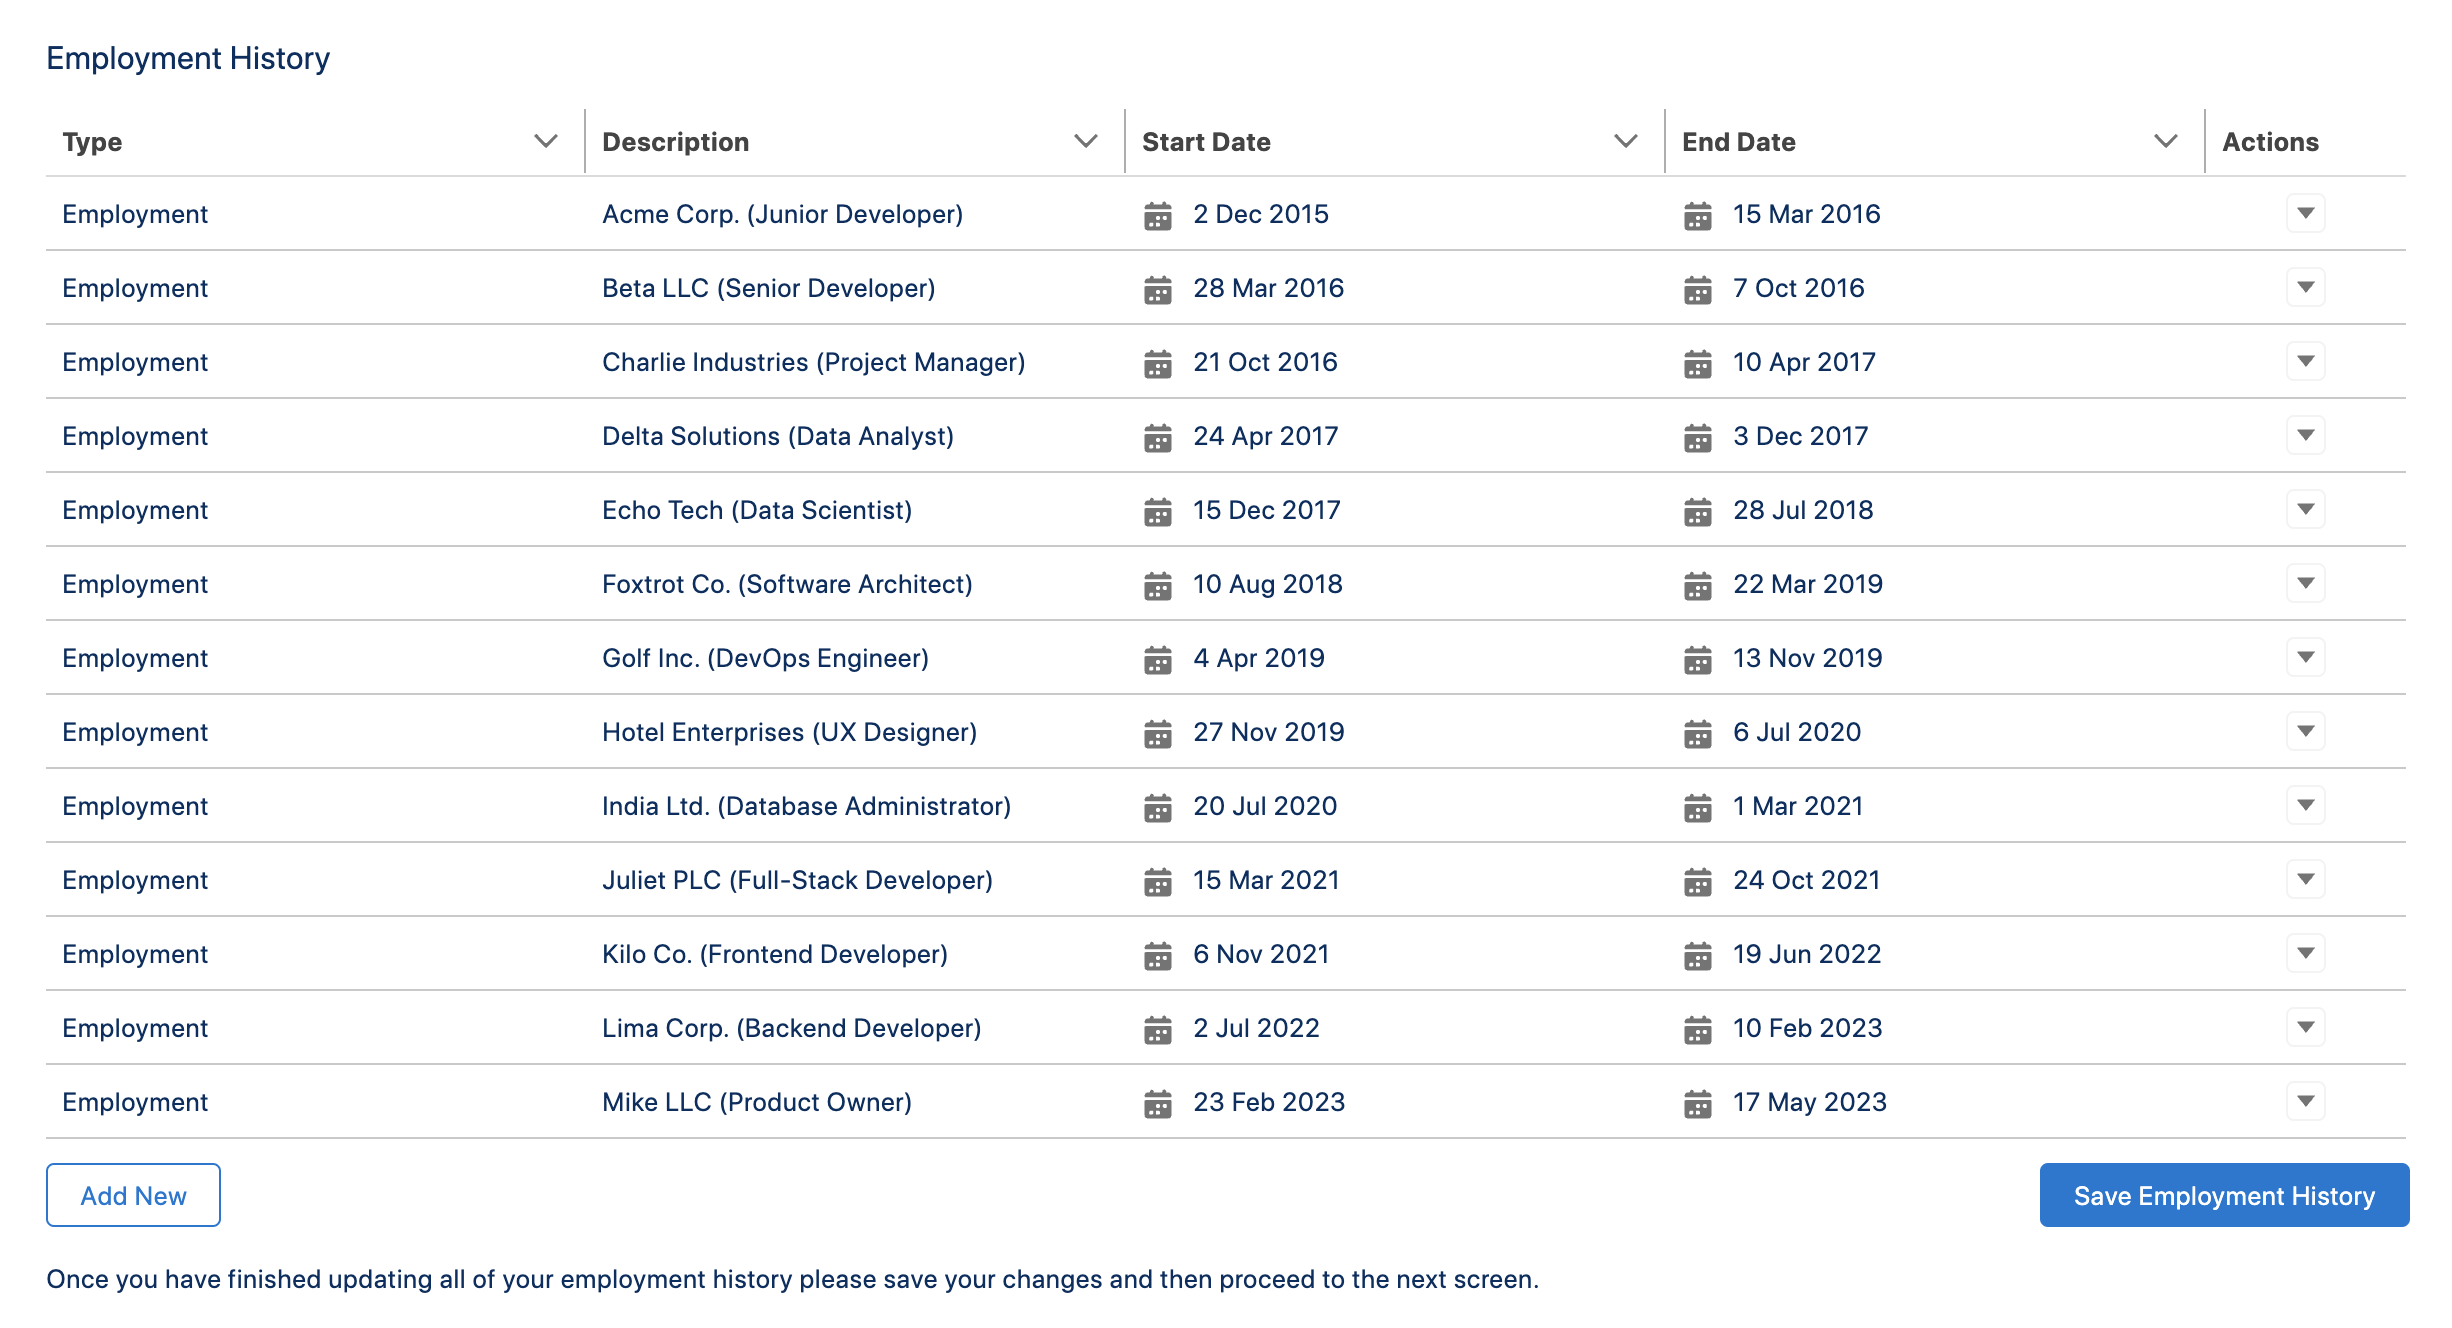 Employment History
Type Description Start Date End Date Actions
Employment Acme Corp. (Junior Developer) 2 Dec 2015 15 Mar 2016
Employment Beta LLC (Senior Developer) 28 Mar 2016 7 Oct 2016
Employment Charlie Industries (Project Manager) 21 Oct 2016 10 Apr 2017
Employment Delta Solutions (Data Analyst) 24 Apr 2017 3 Dec 2017
Employment Echo Tech (Data Scientist) 15 Dec 2017 28 Jul 2018
Employment Foxtrot Co. (Software Architect) 10 Aug 2018 22 Mar 2019
Employment Golf Inc. (DevOps Engineer) 4 Apr 2019 13 Nov 2019
Employment Hotel Enterprises (UX Designer) 27 Nov 2019 6 Jul 2020
Employment India Ltd. (Database Administrator) 20 Jul 2020 1 Mar 2021
Employment Juliet PLC (Full-Stack Developer) 15 Mar 2021 24 Oct 2021
Employment Kilo Co. (Frontend Developer) 6 Nov 2021 19 Jun 2022
Employment Lima Corp. (Backend Developer) 2 Jul 2022 10 Feb 2023
Employment Mike LLC (Product Owner) 23 Feb 2023 17 May 2023
Add New Save Employment History
Once you have finished updating all of your employment history please save your changes and then proceed to the next screen.